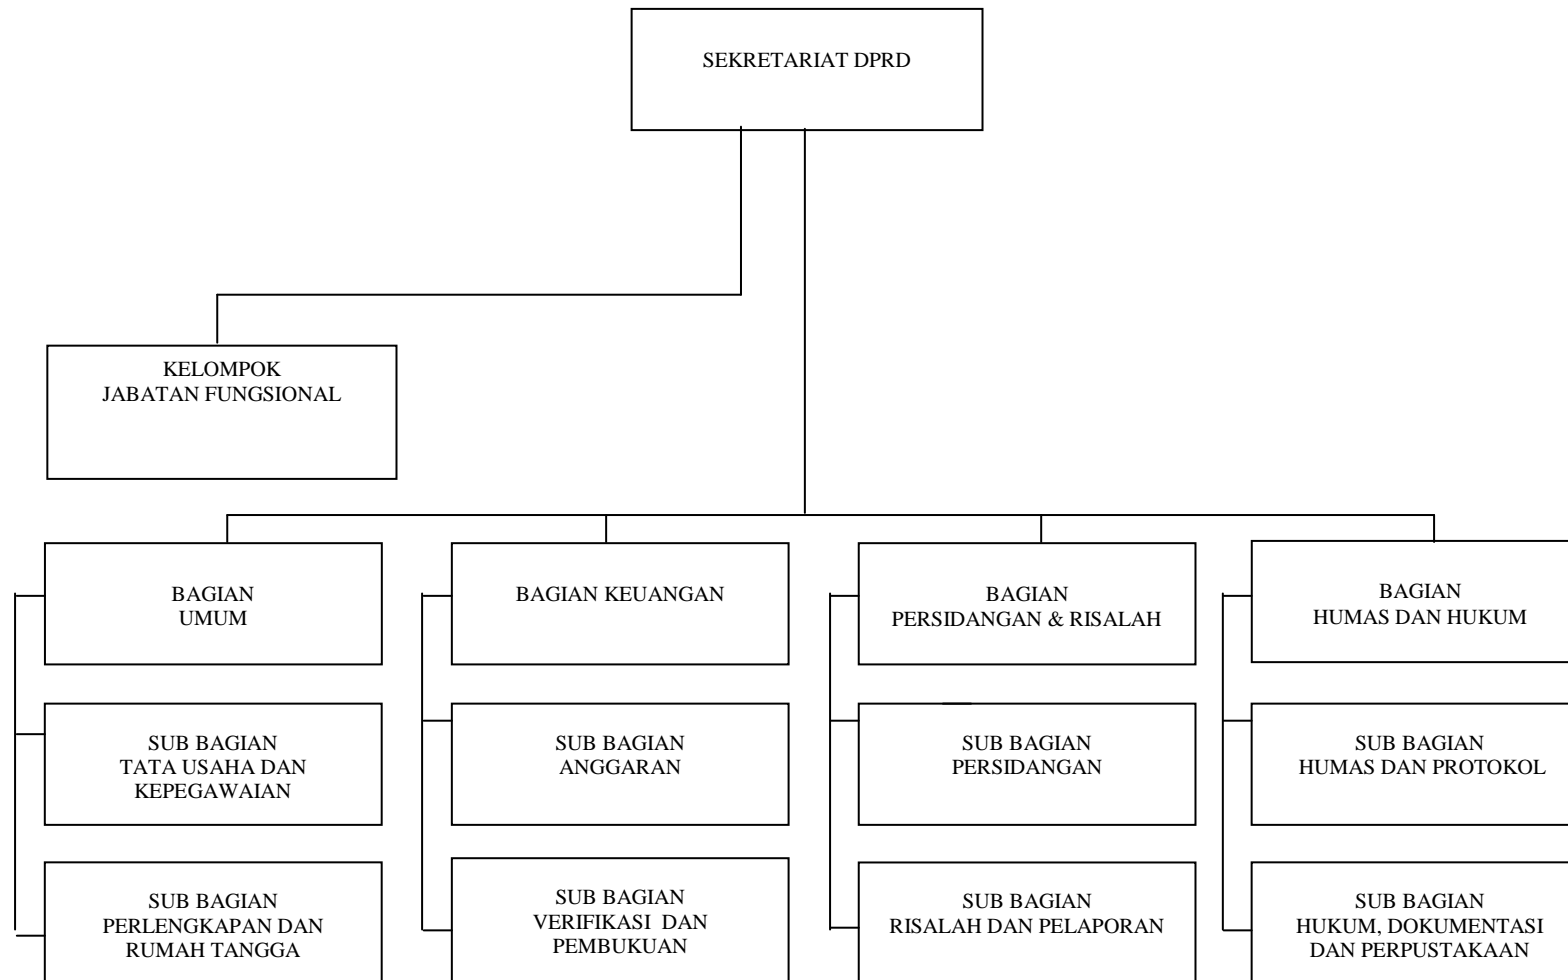 SEKRETARIAT DPRD
KELOMPOK
JABATAN FUNGSIONAL
BAGIAN
UMUM
BAGIAN KEUANGAN
BAGIAN
PERSIDANGAN & RISALAH
BAGIAN
HUMAS DAN HUKUM
SUB BAGIAN
TATA USAHA DAN
KEPEGAWAIAN
SUB BAGIAN
ANGGARAN
SUB BAGIAN
PERSIDANGAN
SUB BAGIAN
HUMAS DAN PROTOKOL
SUB BAGIAN
PERLENGKAPAN DAN
RUMAH TANGGA
SUB BAGIAN
VERIFIKASI DAN
PEMBUKUAN
SUB BAGIAN
RISALAH DAN PELAPORAN
SUB BAGIAN
HUKUM, DOKUMENTASI
DAN PERPUSTAKAAN